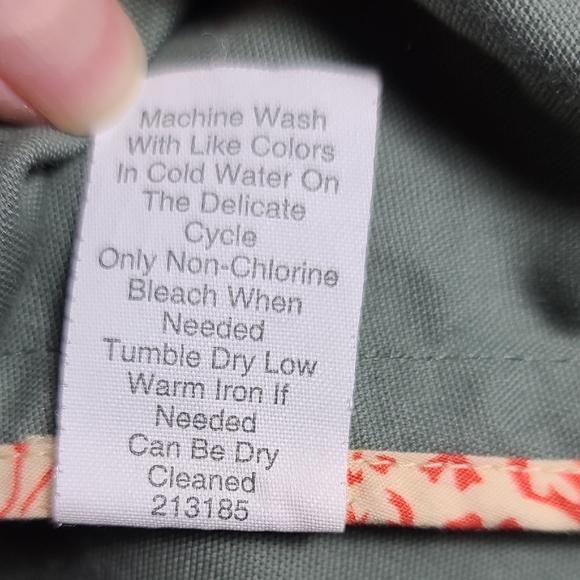 Machine Wash
With Like Colors
In Cold Water On
The Delicate
Cycle
Only Non-Chlorine
Bleach When
Needed
Tumble Dry Low
Warm Iron If
Needed
Can Be Dry
Cleaned
213185